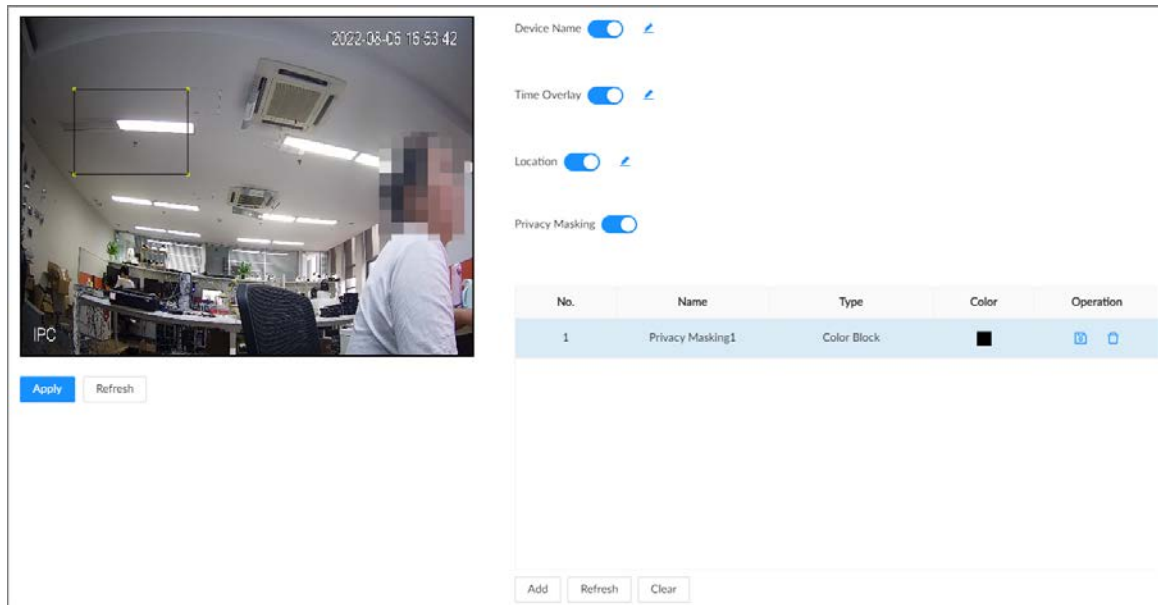 2022-08-05 16:53:42
IPC
Apply
Refresh
Device Name
Time Overlay
Location
Privacy Masking
No. Name Type Color Operation
1 Privacy Masking1 Color Block
Add Refresh Clear